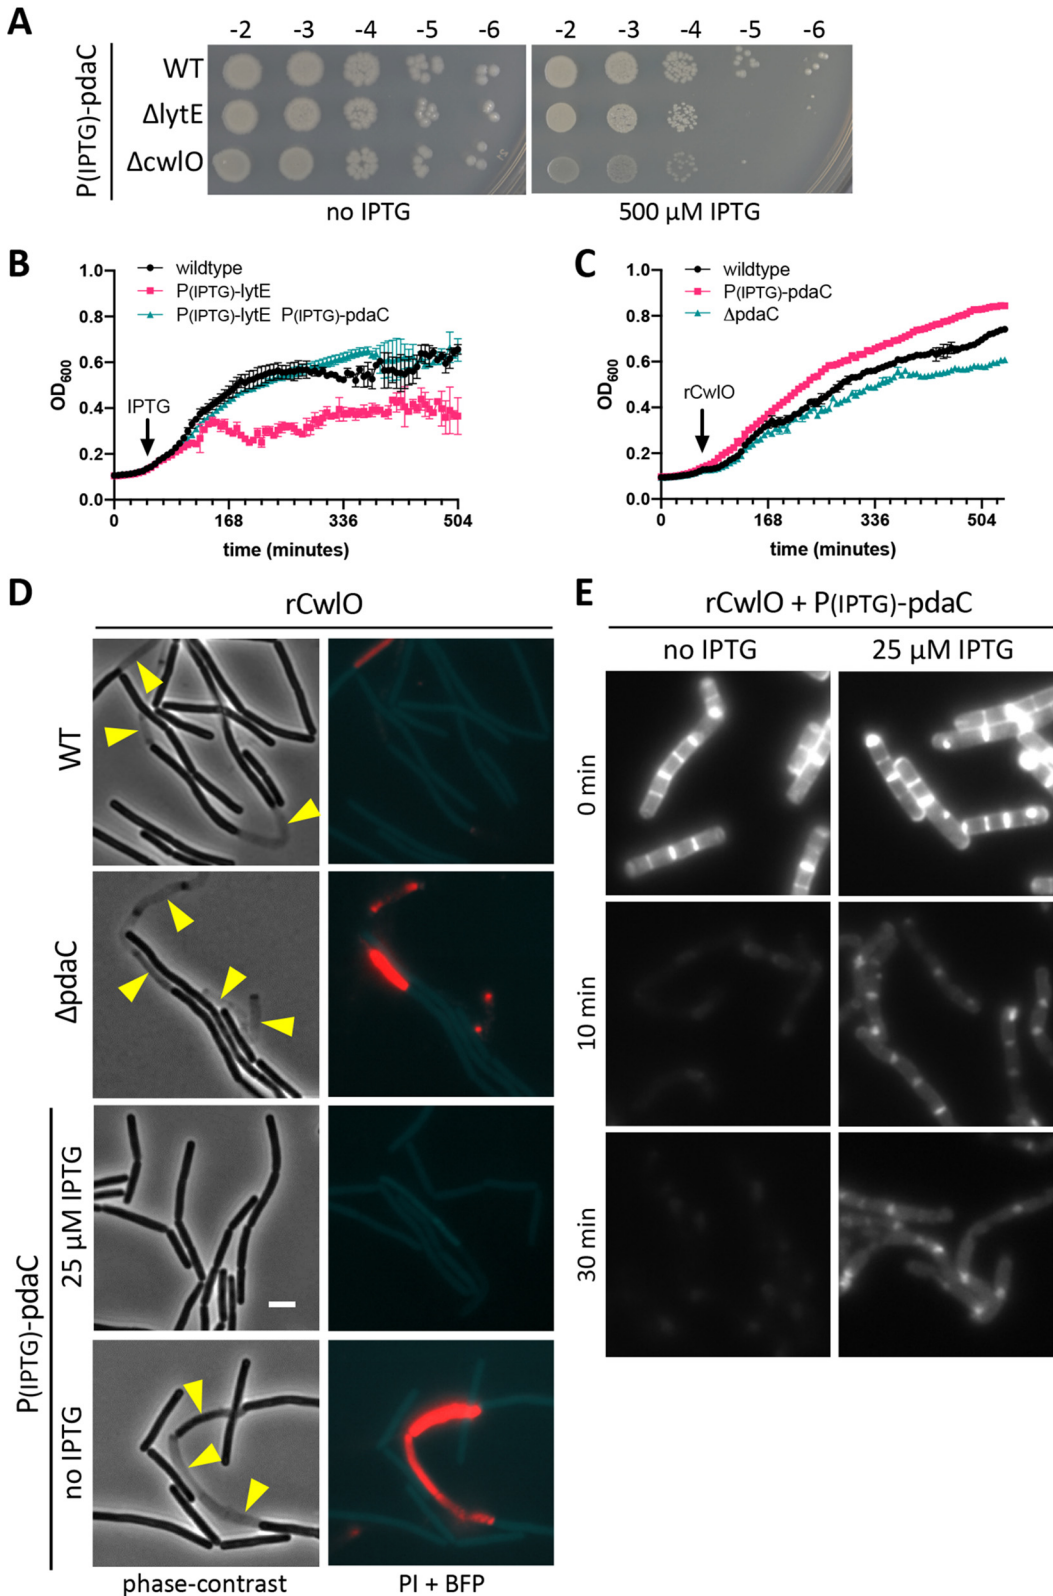 A
-2 -3 -4 -5 -6 -2 -3 -4 -5 -6
P(IPTG)-pdaC
WT
ΔlytE
ΔcwlO
no IPTG 500 µM IPTG
B
wildtype
P(IPTG)-lytE
P(IPTG)-lytE P(IPTG)-pdaC
1.0
0.8
0.6
0.4
0.2
0.0
OD600
IPTG
0 168 336 504
time (minutes)
C
wildtype
P(IPTG)-pdaC
ΔpdaC
1.0
0.8
0.6
0.4
0.2
0.0
OD600
rCwlO
0 168 336 504
time (minutes)
D
rCwlO
WT
ΔpdaC
P(IPTG)-pdaC
25 µM IPTG
no IPTG
phase-contrast PI + BFP
E
rCwlO + P(IPTG)-pdaC
no IPTG 25 µM IPTG
0 min
10 min
30 min